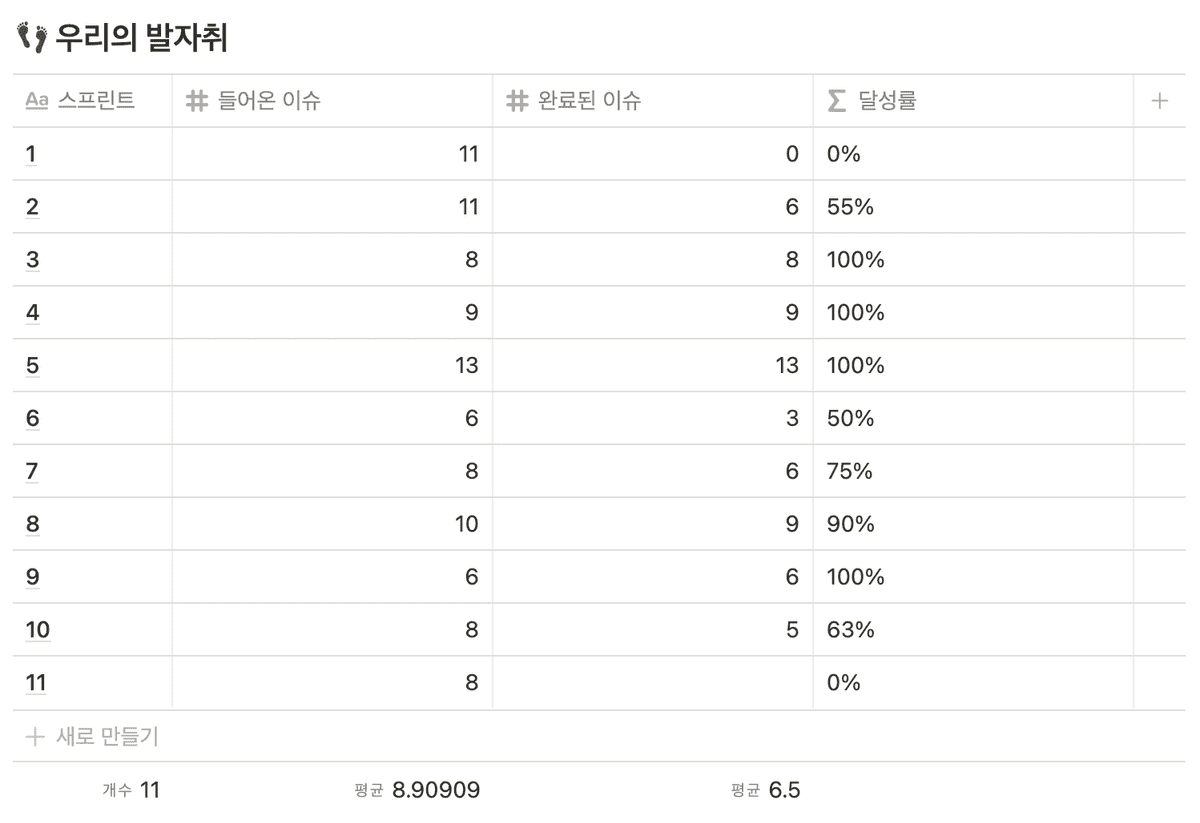 👣 우리의 발자취
Aa 스프린트 # 들어온 이슈 # 완료된 이슈 Σ 달성률 +
1 11 0 0%
2 11 6 55%
3 8 8 100%
4 9 9 100%
5 13 13 100%
6 6 3 50%
7 8 6 75%
8 10 9 90%
9 6 6 100%
10 8 5 63%
11 8 0%
+ 새로 만들기
개수 11 평균 8.90909 평균 6.5